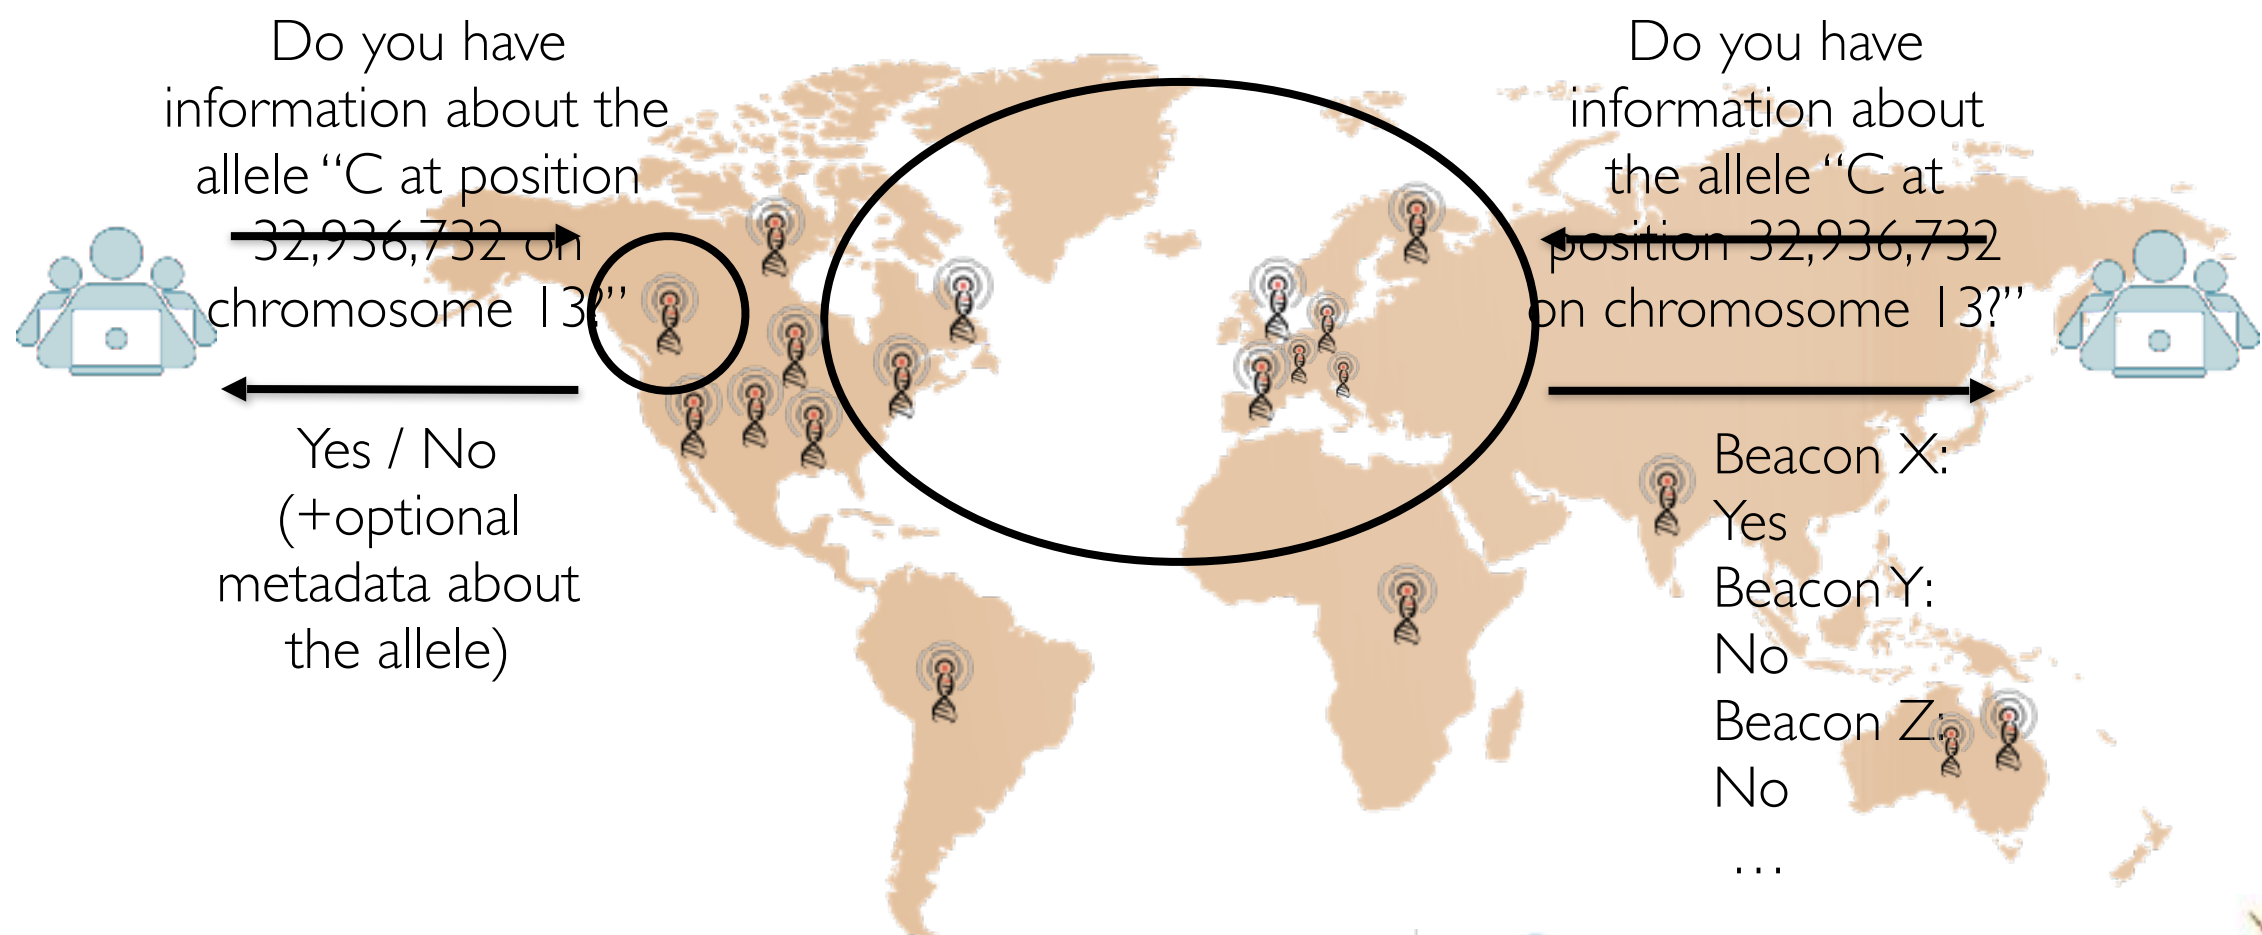 Do you have
information about the
allele “C at position
32,936,732 on
chromosome 13?”
Yes / No
(+optional
metadata about
the allele)
Do you have
information about
the allele “C at
position 32,936,732
on chromosome 13?”
Beacon X:
Yes
Beacon Y:
No
Beacon Z:
No
…